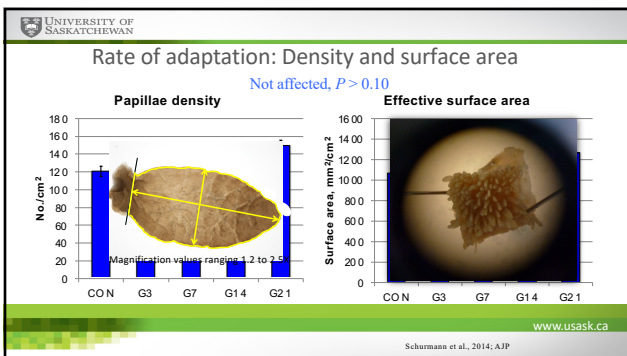 UNIVERSITY OF
SASKATCHEWAN
Rate of adaptation: Density and surface area
Not affected, P > 0.10
Papillae density
No./cm²
180
160
140
120
100
80
60
40
20
0
Magnification values ranging 1.2 to 2.5
CON G3 G7 G14 G21
Effective surface area
Surface area, mm²/cm²
1600
1400
1200
1000
800
600
400
200
0
CON G3 G7 G14 G21
www.usask.ca
Schurmann et al., 2014; AJP